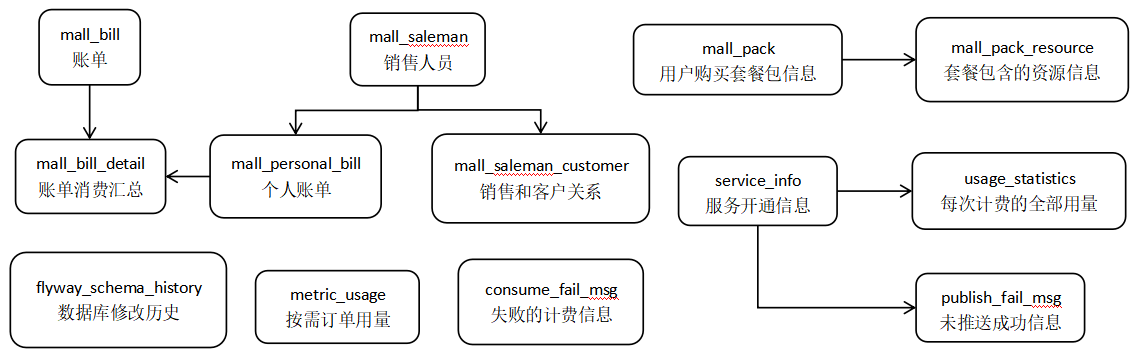 mall_bill
账单
mall_saleman
销售人员
mall_pack
用户购买套餐包信息
mall_pack_resource
套餐包含的资源信息
mall_bill_detail
账单消费汇总
mall_personal_bill
个人账单
mall_saleman_customer
销售和客户关系
service_info
服务开通信息
usage_statistics
每次计费的全部用量
flyway_schema_history
数据库修改历史
metric_usage
按需订单用量
consume_fail_msg
失败的计费信息
publish_fail_msg
未推送成功信息